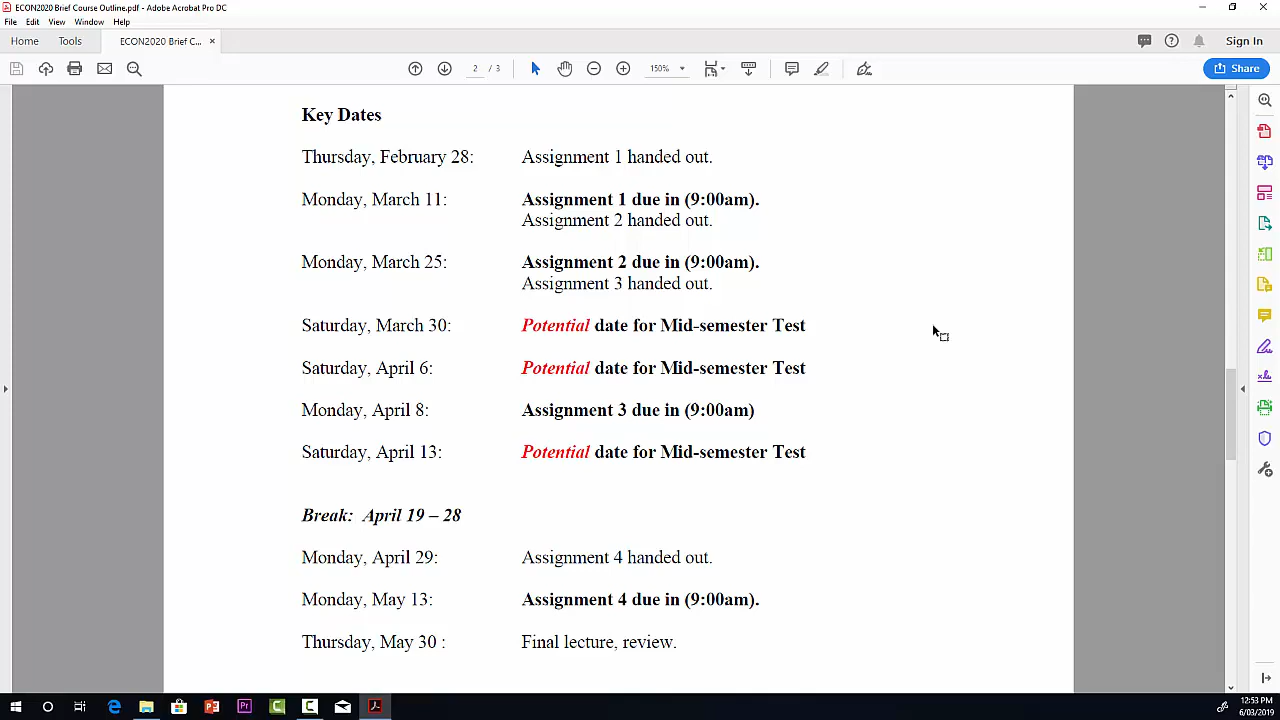 ECON2020 Brief Course Outline.pdf - Adobe Acrobat Pro DC
File Edit View Window Help
Home Tools ECON2020 Brief C... × Sign In
2 / 3 150% Share
Key Dates
Thursday, February 28: Assignment 1 handed out.
Monday, March 11: Assignment 1 due in (9:00am).
Assignment 2 handed out.
Monday, March 25: Assignment 2 due in (9:00am).
Assignment 3 handed out.
Saturday, March 30: Potential date for Mid-semester Test
Saturday, April 6: Potential date for Mid-semester Test
Monday, April 8: Assignment 3 due in (9:00am)
Saturday, April 13: Potential date for Mid-semester Test
Break: April 19 – 28
Monday, April 29: Assignment 4 handed out.
Monday, May 13: Assignment 4 due in (9:00am).
Thursday, May 30 : Final lecture, review.
12:53 PM
6/03/2019